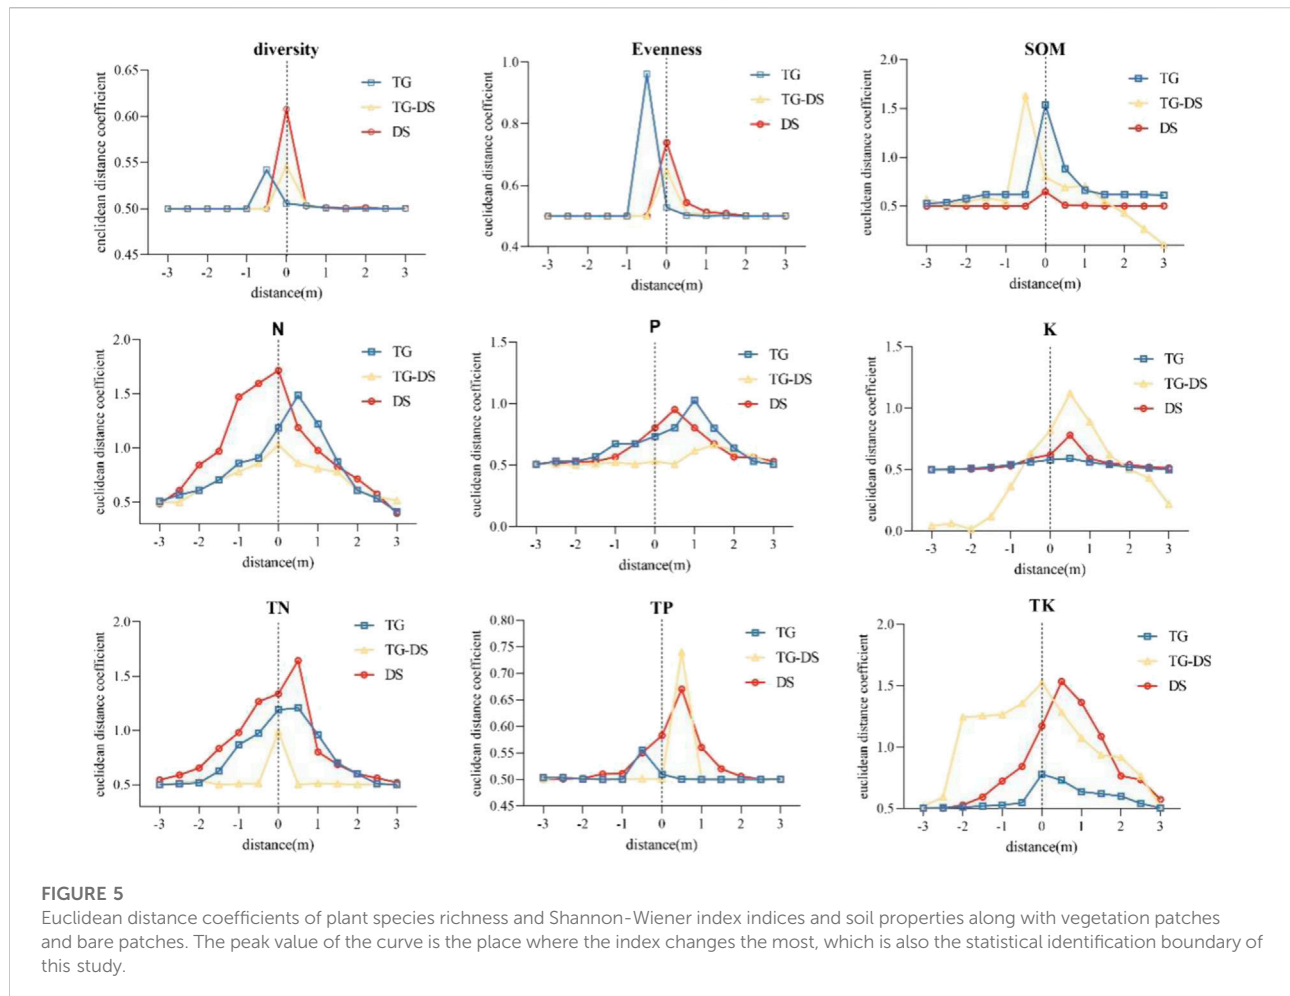 diversity
enclidean distance coefficient
0.65
0.60
0.55
0.50
0.45
-3 -2 -1 0 1 2 3
distance(m)
TG
TG-DS
DS
Evenness
euclidean distance coefficient
1.0
0.8
0.6
0.4
-3 -2 -1 0 1 2 3
distance(m)
TG
TG-DS
DS
SOM
euclidean distance coefficient
2.0
1.5
1.0
0.5
-3 -2 -1 0 1 2 3
distance(m)
TG
TG-DS
DS
N
euclidean distance coefficient
2.0
1.5
1.0
0.5
-3 -2 -1 0 1 2 3
distance(m)
TG
TG-DS
DS
P
euclidean distance coefficient
1.5
1.0
0.5
0.0
-3 -2 -1 0 1 2 3
distance(m)
TG
TG-DS
DS
K
euclidean distance coefficient
1.5
1.0
0.5
0.0
-3 -2 -1 0 1 2 3
distance(m)
TG
TG-DS
DS
TN
euclidean distance coefficient
2.0
1.5
1.0
0.5
-3 -2 -1 0 1 2 3
distance(m)
TG
TG-DS
DS
TP
euclidean distance coefficient
0.80
0.75
0.70
0.65
0.60
0.55
0.50
0.45
-3 -2 -1 0 1 2 3
distance(m)
TG
TG-DS
DS
TK
euclidean distance coefficient
2.0
1.5
1.0
0.5
-3 -2 -1 0 1 2 3
distance(m)
TG
TG-DS
DS
FIGURE 5
Euclidean distance coefficients of plant species richness and Shannon-Wiener index indices and soil properties along with vegetation patches
and bare patches. The peak value of the curve is the place where the index changes the most, which is also the statistical identification boundary of
this study.